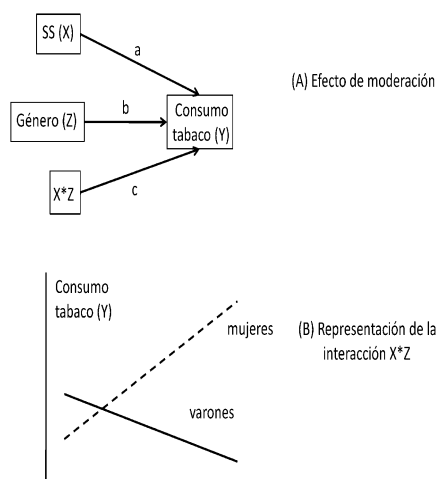 SS (X)
a
(A) Efecto de moderación
Género (Z)
b
Consumo
tabaco (Y)
X*Z
c
Consumo
tabaco (Y)
mujeres
(B) Representación de la
interacción X*Z
varones